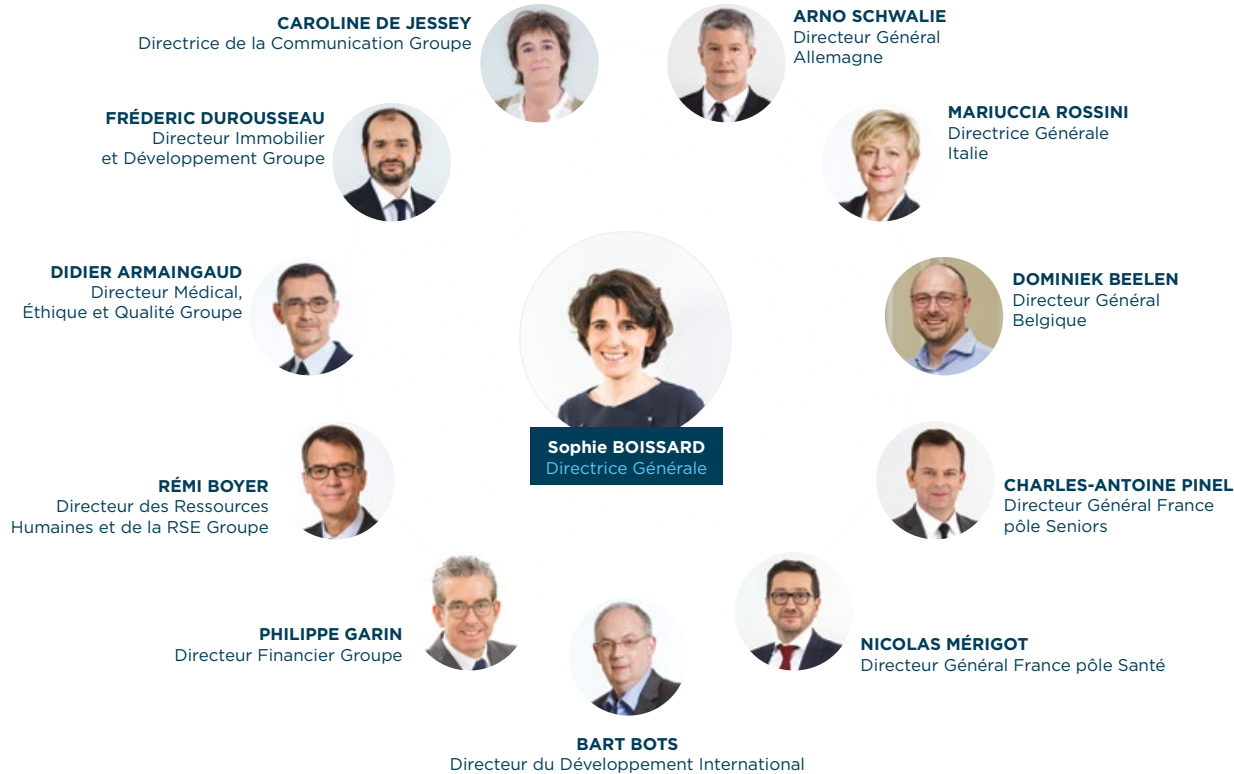 CAROLINE DE JESSEY
Directrice de la Communication Groupe
ARNO SCHWALIE
Directeur Général
Allemagne
FRÉDERIC DUROUSSEAU
Directeur Immobilier
et Développement Groupe
MARIUCCIA ROSSINI
Directrice Générale
Italie
DIDIER ARMAINGAUD
Directeur Médical,
Éthique et Qualité Groupe
DOMINIEK BEELEN
Directeur Général
Belgique
Sophie BOISSARD
Directrice Générale
RÉMI BOYER
Directeur des Ressources
Humaines et de la RSE Groupe
CHARLES-ANTOINE PINEL
Directeur Général France
pôle Seniors
PHILIPPE GARIN
Directeur Financier Groupe
NICOLAS MÉRIGOT
Directeur Général France pôle Santé
BART BOTS
Directeur du Développement International